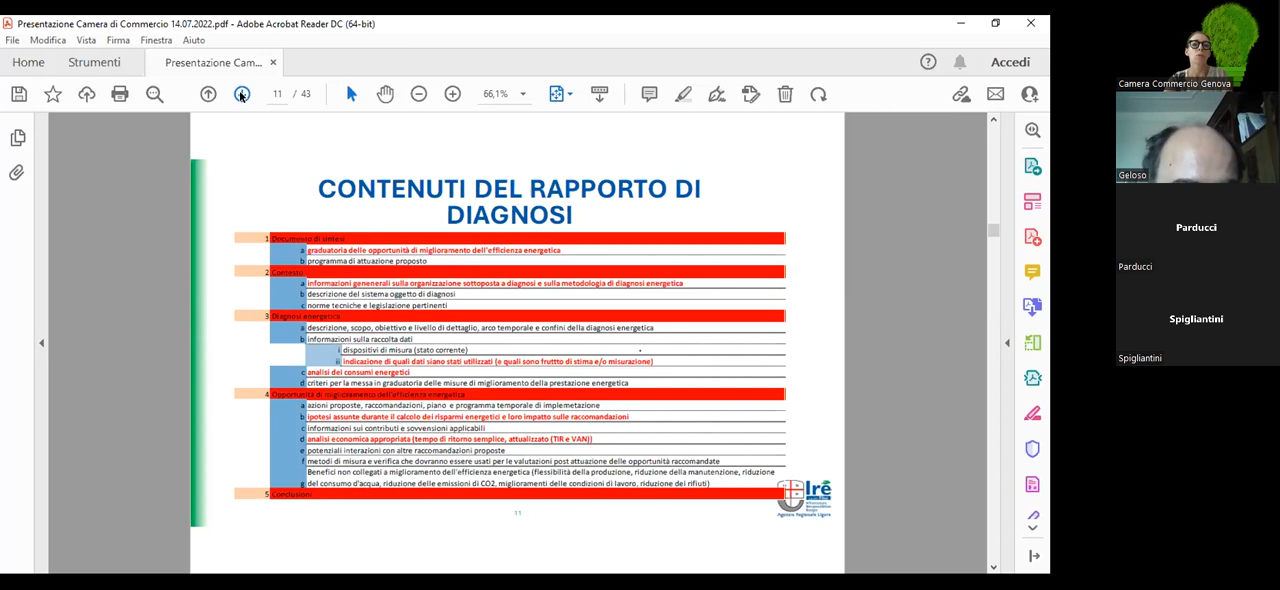 Presentazione Camera di Commercio 14.07.2022.pdf - Adobe Acrobat Reader DC (64-bit)
File Modifica Vista Firma Finestra Aiuto
Home Strumenti Presentazione Cam... × Accedi
11 / 43 66,1%
CONTENUTI DEL RAPPORTO DI
DIAGNOSI
1 Documento di sintesi
a graduatoria delle opportunità di miglioramento dell'efficienza energetica
b programma di attuazione proposto
2 Contesto
a informazioni genenerali sulla organizzazione sottoposta a diagnosi e sulla metodologia di diagnosi energetica
b descrizione del sistema oggetto di diagnosi
c norme tecniche e legislazione pertinenti
3 Diagnosi energetica
a descrizione, scopo, obiettivo e livello di dettaglio, arco temporale e confini della diagnosi energetica
b informazioni sulla raccolta dati
i dispositivi di misura (stato corrente)
ii indicazione di quali dati siano stati utilizzati (e quali sono fruttto di stima e/o misurazione)
c analisi dei consumi energetici
d criteri per la messa in graduatoria delle misure di miglioramento della prestazione energetica
4 Opportunità di miglioramento dell'efficienza energetica
a azioni proposte, raccomandazioni, piano e programma temporale di implemetazione
b ipotesi assunte durante il calcolo dei risparmi energetici e loro impatto sulle raccomandazioni
c informazioni sui contributi e sovvensioni applicabili
d analisi economica appropriata (tempo di ritorno semplice, attualizzato (TIR e VAN))
e potenziali interazioni con altre raccomandazioni proposte
f metodi di misura e verifica che dovranno essere usati per le valutazioni post attuazione delle opportunità raccomandate
Benefici non collegati a miglioramento dell'efficienza energetica (flessibilità della produzione, riduzione della manutenzione, riduzione
g del consumo d'acqua, riduzione delle emissioni di CO2, miglioramenti delle condizioni di lavoro, riduzione dei rifiuti)
5 Conclusioni
Irè
Agenzia Regionale Ligure
11
Camera Commercio Genova
Geloso
Parducci
Parducci
Spigliantini
Spigliantini